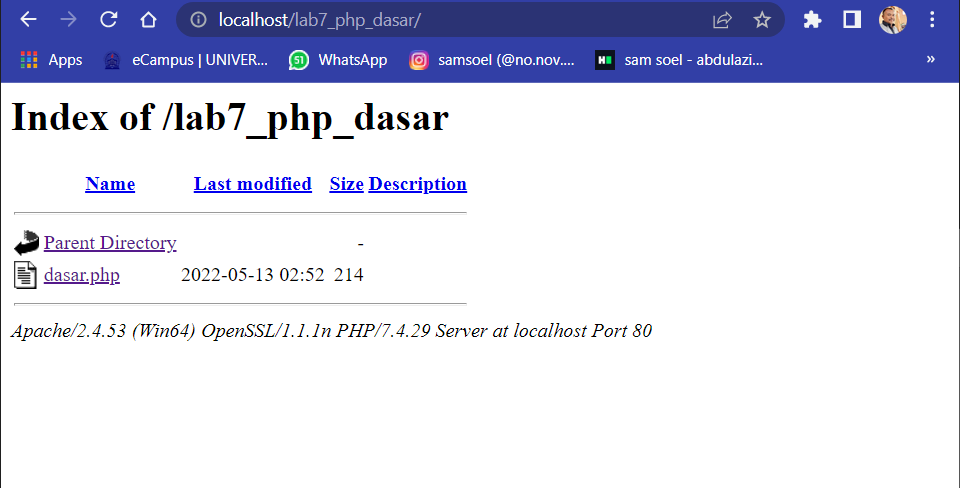 localhost/lab7_php_dasar/
Apps eCampus | UNIVER... WhatsApp samsoel (@no.nov.... sam soel - abdulazi... »
Index of /lab7_php_dasar
Name Last modified Size Description
Parent Directory -
dasar.php 2022-05-13 02:52 214
Apache/2.4.53 (Win64) OpenSSL/1.1.1n PHP/7.4.29 Server at localhost Port 80